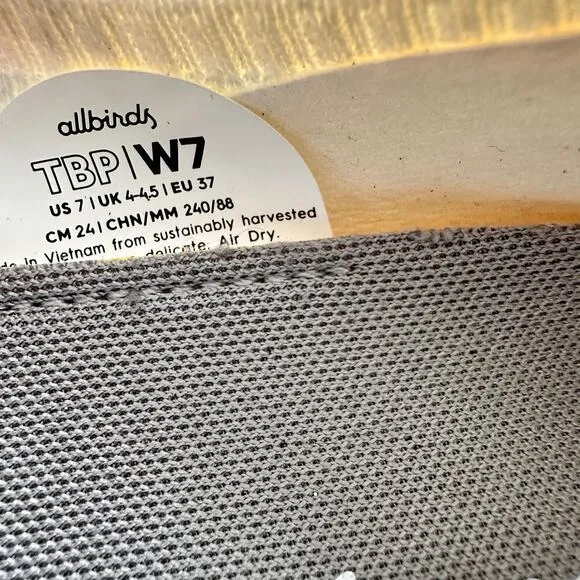 allbirds
TBP | W7
US 7 | UK 4-4.5 | EU 37
CM 24 | CHN/MM 240/88
in Vietnam from sustainably harvested
delicate. Air Dry.